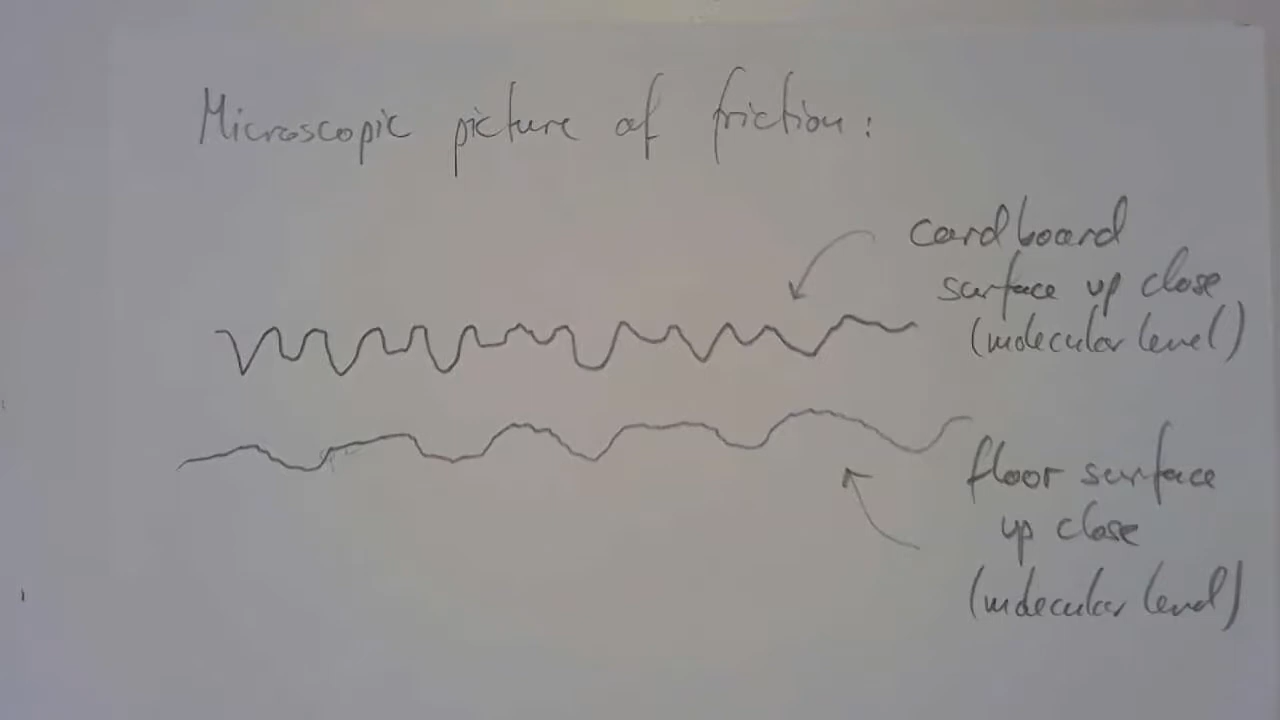 Microscopic picture of friction:
cardboard
surface up close
(molecular level)
floor surface
up close
(molecular level)